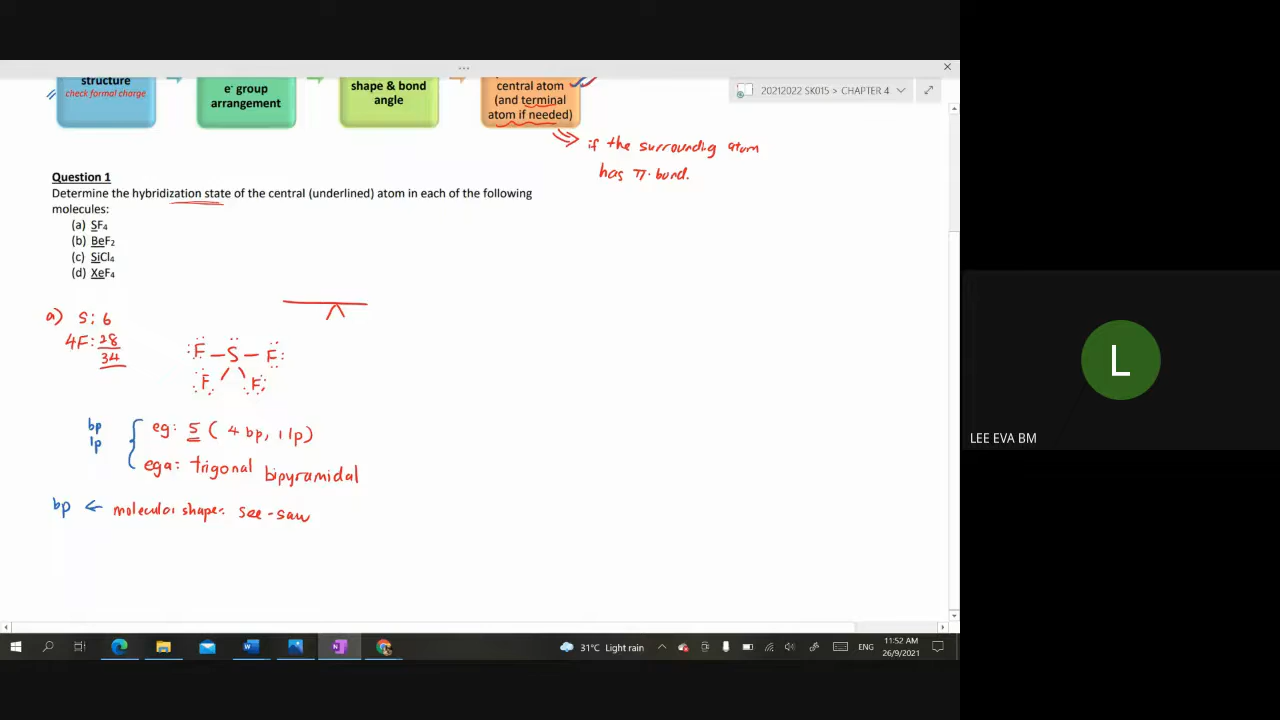 structure
check formal charge
e⁻ group
arrangement
shape & bond
angle
central atom
(and terminal
atom if needed)
20212022 SK015 > CHAPTER 4
if the surrounding atom
has π-bond.
Question 1
Determine the hybridization state of the central (underlined) atom in each of the following
molecules:
(a) SF₄
(b) BeF₂
(c) SiCl₄
(d) XeF₄
a) S: 6
4F: 28
34
F – S – F
F F
bp
lp
eg: 5 ( 4 bp, 1 lp)
ega: trigonal bipyramidal
bp ← molecular shape: see-saw
L
LEE EVA BM
31°C Light rain
ENG
11:52 AM
26/9/2021